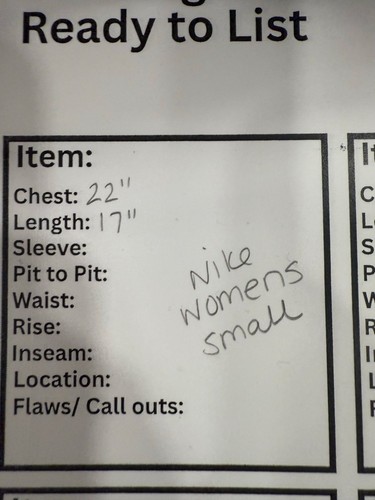 Ready to List
Item:
Chest: 22"
Length: 17"
Sleeve:
Pit to Pit:
Waist:
Rise:
Inseam:
Location:
Flaws/ Call outs:
Nike
womens
small